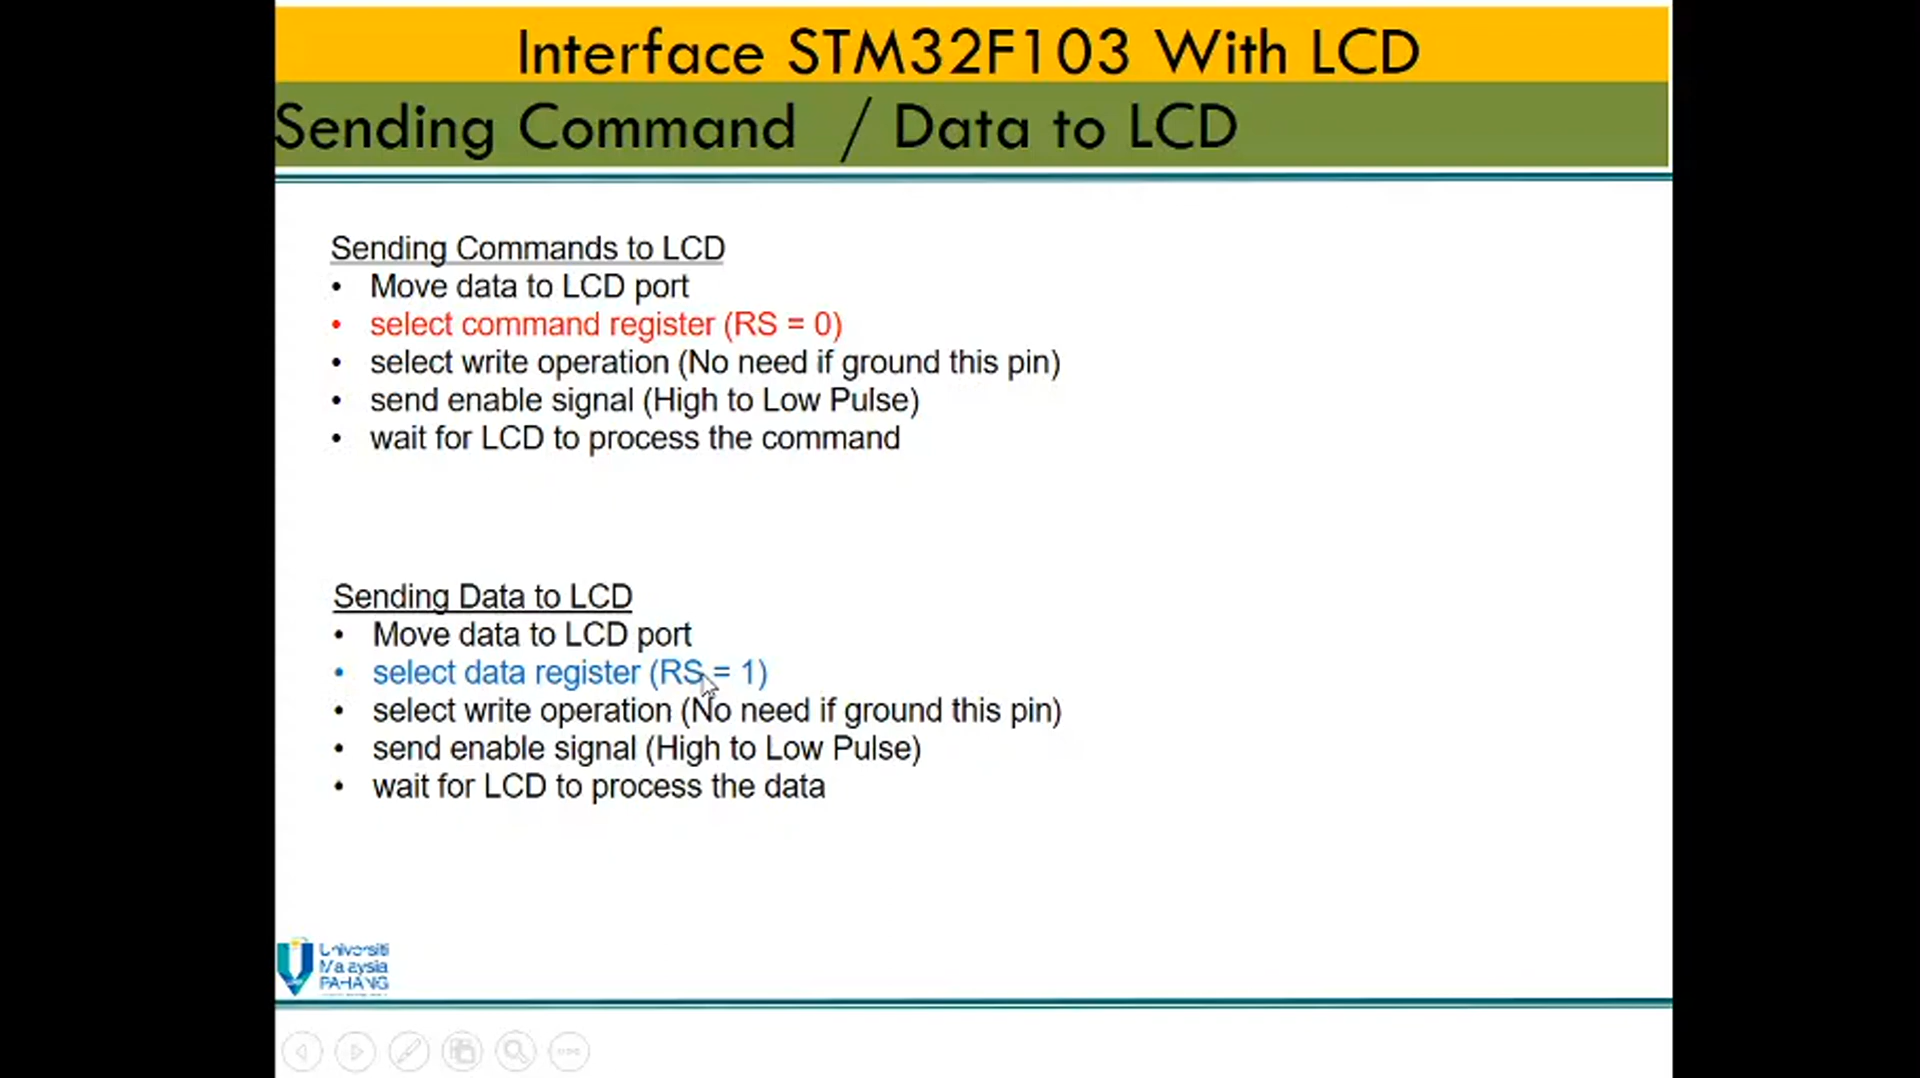 Interface STM32F103 With LCD
Sending Command / Data to LCD
Sending Commands to LCD
• Move data to LCD port
• select command register (RS = 0)
• select write operation (No need if ground this pin)
• send enable signal (High to Low Pulse)
• wait for LCD to process the command
Sending Data to LCD
• Move data to LCD port
• select data register (RS = 1)
• select write operation (No need if ground this pin)
• send enable signal (High to Low Pulse)
• wait for LCD to process the data
Universiti
Malaysia
PAHANG